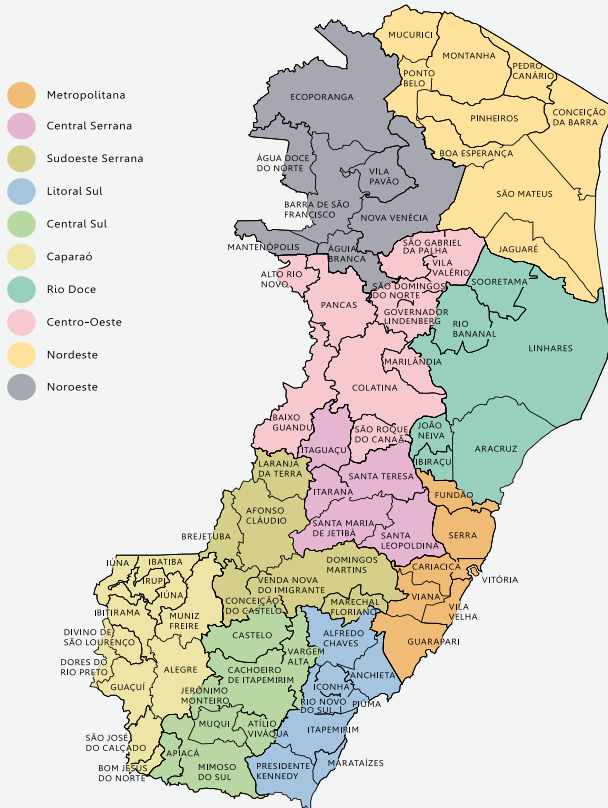 Metropolitana
Central Serrana
Sudoeste Serrana
Litoral Sul
Central Sul
Caparaó
Rio Doce
Centro-Oeste
Nordeste
Noroeste
MUCURICI
MONTANHA
PEDRO
CANÁRIO
PONTO
BELO
ECOPORANGA
PINHEIROS
CONCEIÇÃO
DA BARRA
BOA ESPERANÇA
ÁGUA DOCE
DO NORTE
VILA
PAVÃO
SÃO MATEUS
BARRA DE SÃO
FRANCISCO
NOVA VENÉCIA
MANTENÓPOLIS
ÁGUIA
BRANCA
SÃO GABRIEL
DA PALHA
JAGUARÉ
VILA
VALÉRIO
ALTO RIO
NOVO
SOORETAMA
SÃO DOMINGOS
DO NORTE
PANCAS
GOVERNADOR
LINDENBERG
RIO
BANANAL
LINHARES
MARILÂNDIA
COLATINA
BAIXO
GUANDU
SÃO ROQUE
DO CANAÃ
JOÃO
NEIVA
ARACRUZ
ITAGUAÇU
IBIRAÇU
LARANJA
DA TERRA
SANTA TERESA
ITARANA
FUNDÃO
AFONSO
CLÁUDIO
SANTA MARIA
DE JETIBÁ
SANTA
LEOPOLDINA
SERRA
BREJETUBA
IÚNA
IBATIBA
IRUPI
IÚNA
DOMINGOS
MARTINS
CARIACICA
VITÓRIA
VENDA NOVA
DO IMIGRANTE
VIANA
IBITIRAMA
MUNIZ
FREIRE
CONCEIÇÃO
DO CASTELO
MARECHAL
FLORIANO
VILA
VELHA
DIVINO DE
SÃO LOURENÇO
CASTELO
ALFREDO
CHAVES
GUARAPARI
DORES DO
RIO PRETO
ALEGRE
VARGEM
ALTA
CACHOEIRO
DE ITAPEMIRIM
ANCHIETA
GUAÇUÍ
JERÔNIMO
MONTEIRO
ICONHA
RIO NOVO
DO SUL
PIÚMA
MUQUI
ATÍLIO
VIVÁQUA
ITAPEMIRIM
SÃO JOSÉ
DO CALÇADO
APIACÁ
MARATAÍZES
BOM JESUS
DO NORTE
MIMOSO
DO SUL
PRESIDENTE
KENNEDY